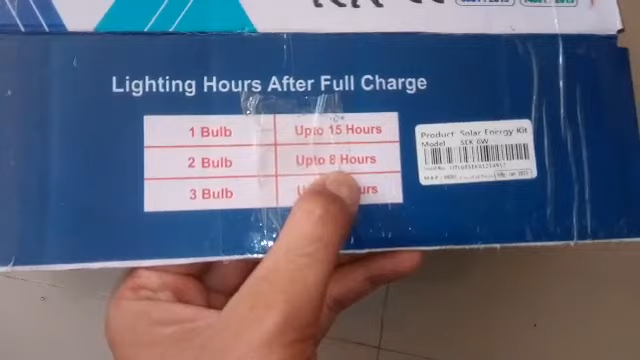 Lighting Hours After Full Charge
1 Bulb Upto 15 Hours
2 Bulb Upto 8 Hours
3 Bulb
Product: Solar Energy Kit
Model SEK 6W